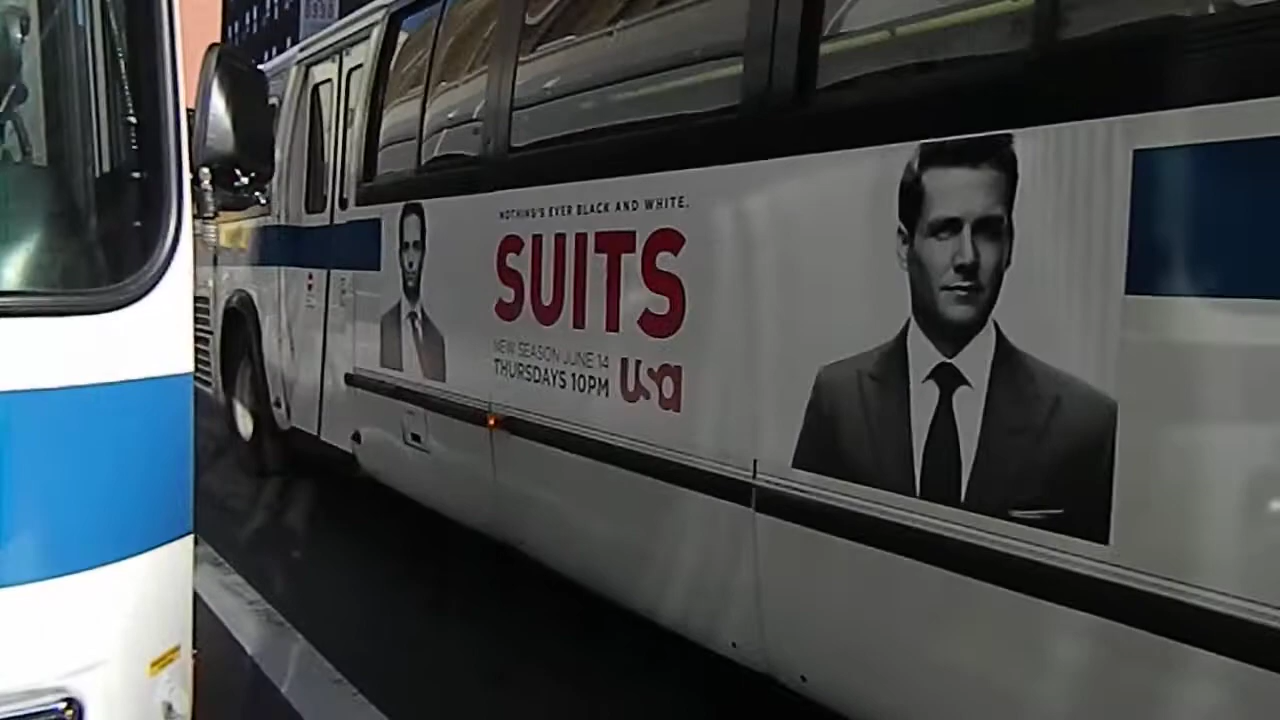 NOTHING'S EVER BLACK AND WHITE.
SUITS
NEW SEASON JUNE 14
THURSDAYS 10PM
usa